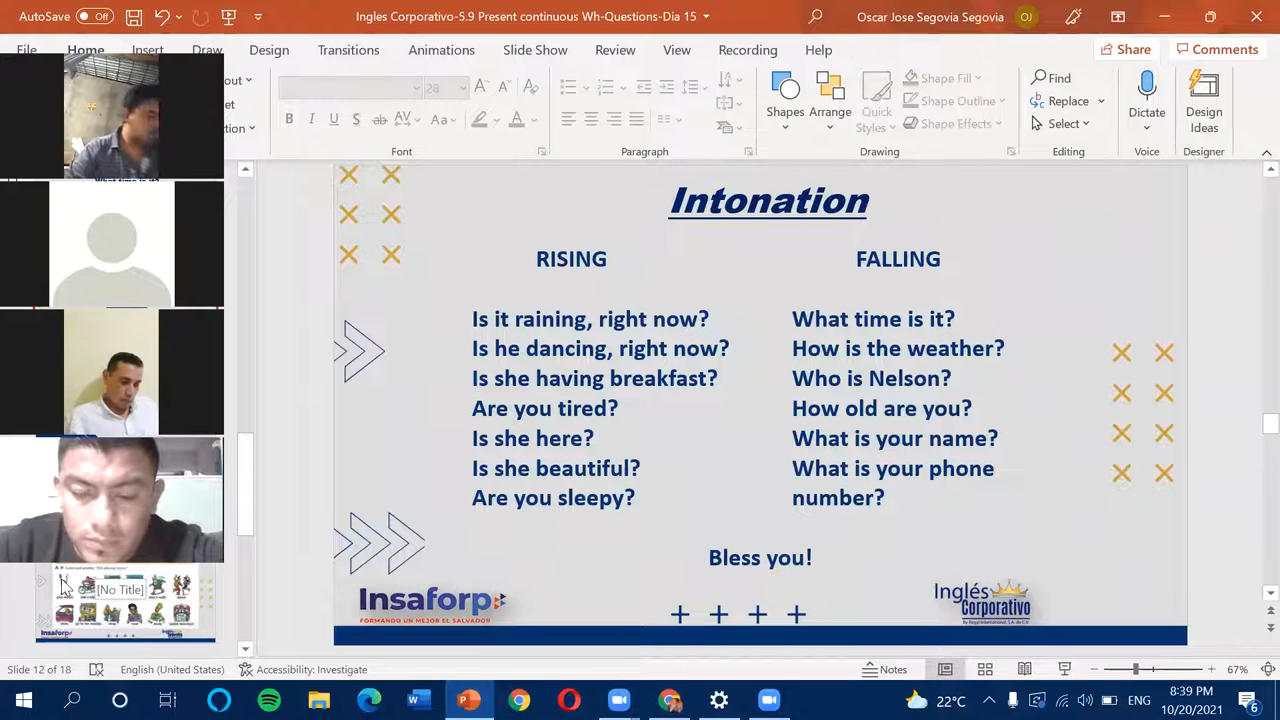 AutoSave Off
Ingles Corporativo-5.9 Present continuous Wh-Questions-Dia 15
Oscar Jose Segovia Segovia
OJ
File Home Insert Draw Design Transitions Animations Slide Show Review View Recording Help
Share
Comments
Shapes
Arrange
Quick Styles
Shape Fill
Shape Outline
Shape Effects
Find
Replace
Select
Dictate
Design Ideas
Font
Paragraph
Drawing
Editing
Voice
Designer
What time is it?
Intonation
RISING
FALLING
Is it raining, right now?
Is he dancing, right now?
Is she having breakfast?
Are you tired?
Is she here?
Is she beautiful?
Are you sleepy?
What time is it?
How is the weather?
Who is Nelson?
How old are you?
What is your name?
What is your phone
number?
Bless you!
Insaforp
FORMANDO UN MEJOR EL SALVADOR
Inglés
Corporativo
[No Title]
Slide 12 of 18
English (United States)
Accessibility: Investigate
Notes
67%
22°C
ENG
8:39 PM
10/20/2021
6